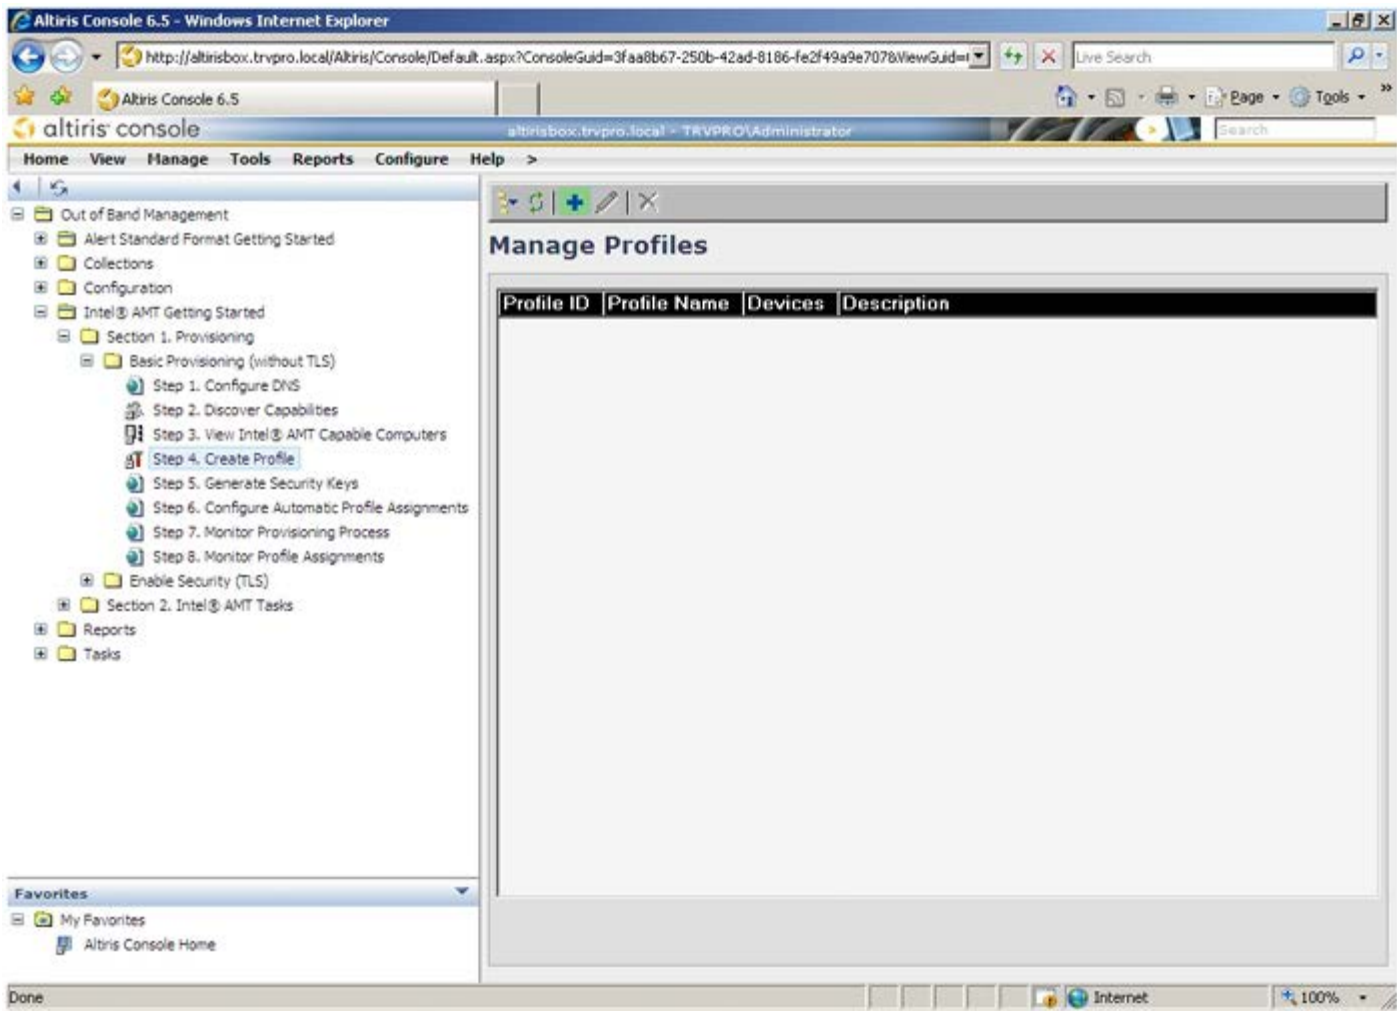 Altiris Console 6.5 - Windows Internet Explorer
http://altirisbox.trvpro.local/Altiris/Console/Default.aspx?ConsoleGuid=3faa8b67-250b-42ad-8186-fe2f49a9e707&ViewGuid=
Live Search
Altiris Console 6.5
Page
Tools
altiris console
altirisbox.trvpro.local - TRVPRO\Administrator
Search
Home View Manage Tools Reports Configure Help >
Out of Band Management
Alert Standard Format Getting Started
Collections
Configuration
Intel® AMT Getting Started
Section 1. Provisioning
Basic Provisioning (without TLS)
Step 1. Configure DNS
Step 2. Discover Capabilities
Step 3. View Intel® AMT Capable Computers
Step 4. Create Profile
Step 5. Generate Security Keys
Step 6. Configure Automatic Profile Assignments
Step 7. Monitor Provisioning Process
Step 8. Monitor Profile Assignments
Enable Security (TLS)
Section 2. Intel® AMT Tasks
Reports
Tasks
Manage Profiles
Profile ID Profile Name Devices Description
Favorites
My Favorites
Altiris Console Home
Done
Internet
100%